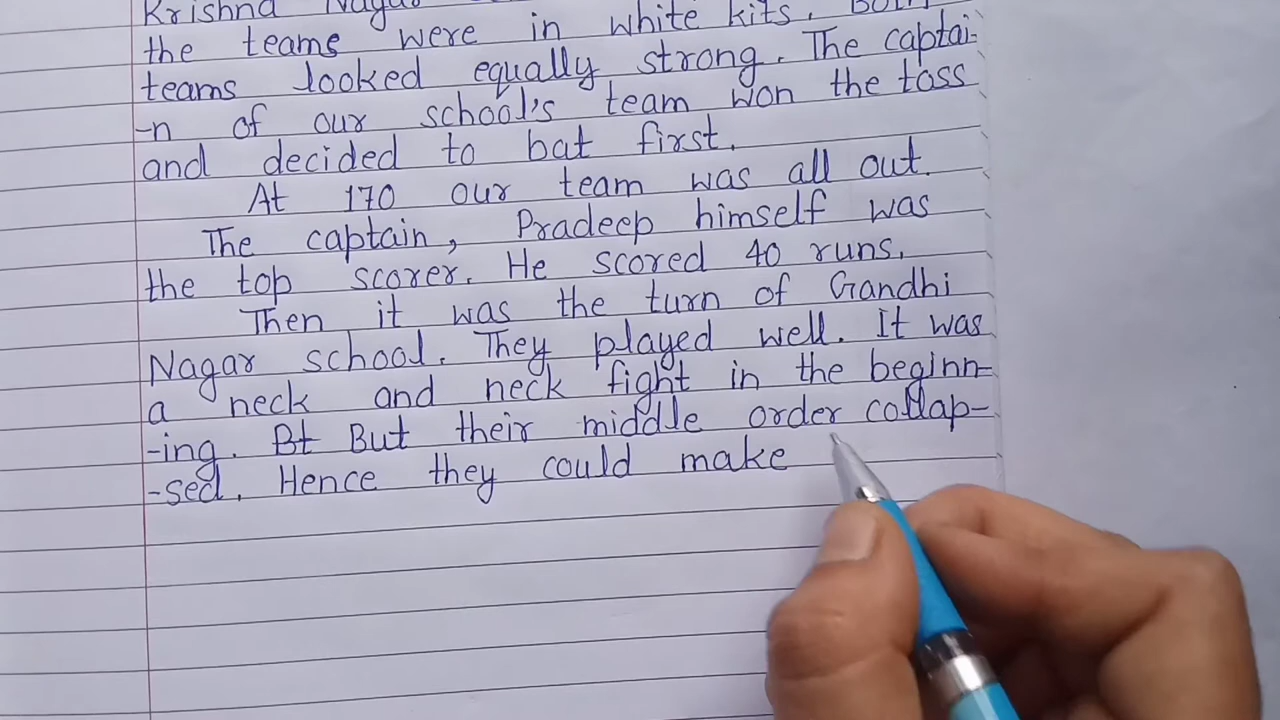 Krishna Nagar
the teams were in white kits. Both
teams looked equally strong. The captai-
-n of our school's team won the toss
and decided to bat first.
At 170 our team was all out.
The captain, Pradeep himself was
the top scorer. He scored 40 runs.
Then it was the turn of Gandhi
Nagar school. They played well. It was
a neck and neck fight in the beginn-
-ing. Bt But their middle order collap-
-sed. Hence they could make